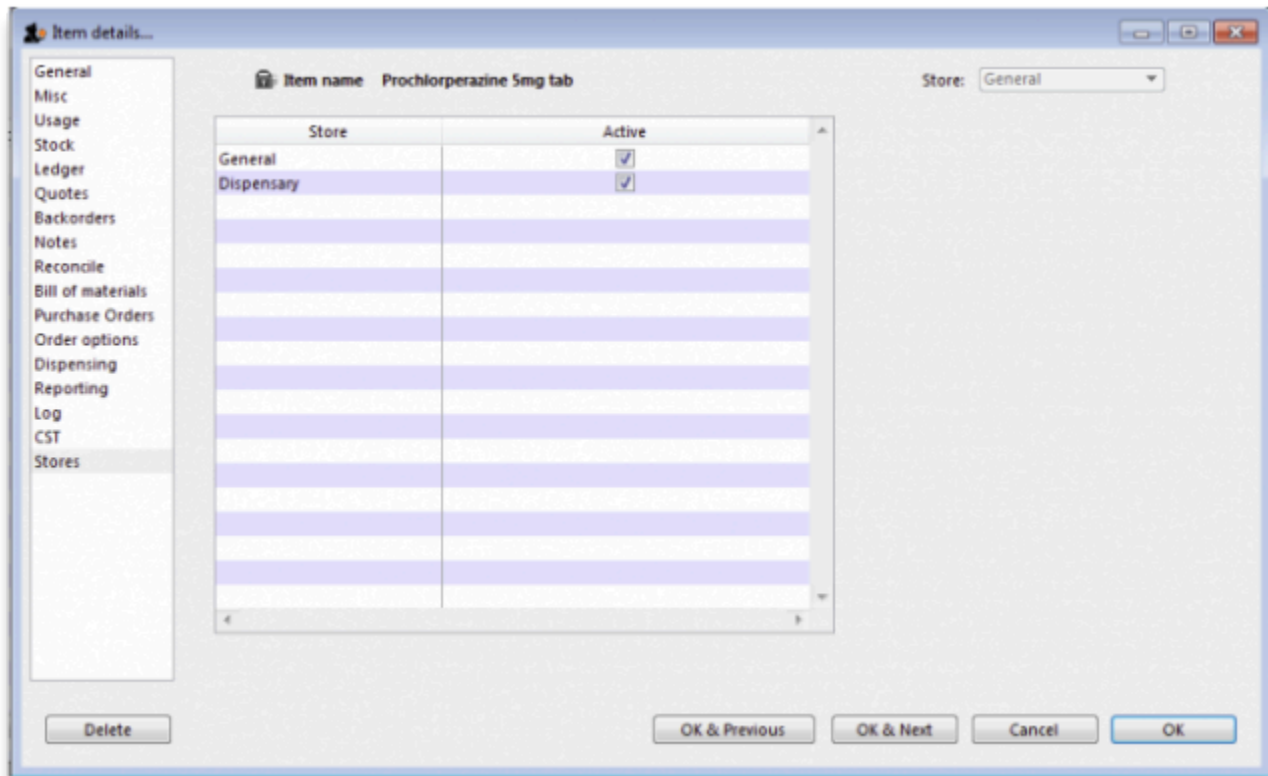 Item details...
General
Misc
Usage
Stock
Ledger
Quotes
Backorders
Notes
Reconcile
Bill of materials
Purchase Orders
Order options
Dispensing
Reporting
Log
CST
Stores
Item name Prochlorperazine 5mg tab
Store: General
Store Active
General
Dispensary
Delete
OK & Previous
OK & Next
Cancel
OK